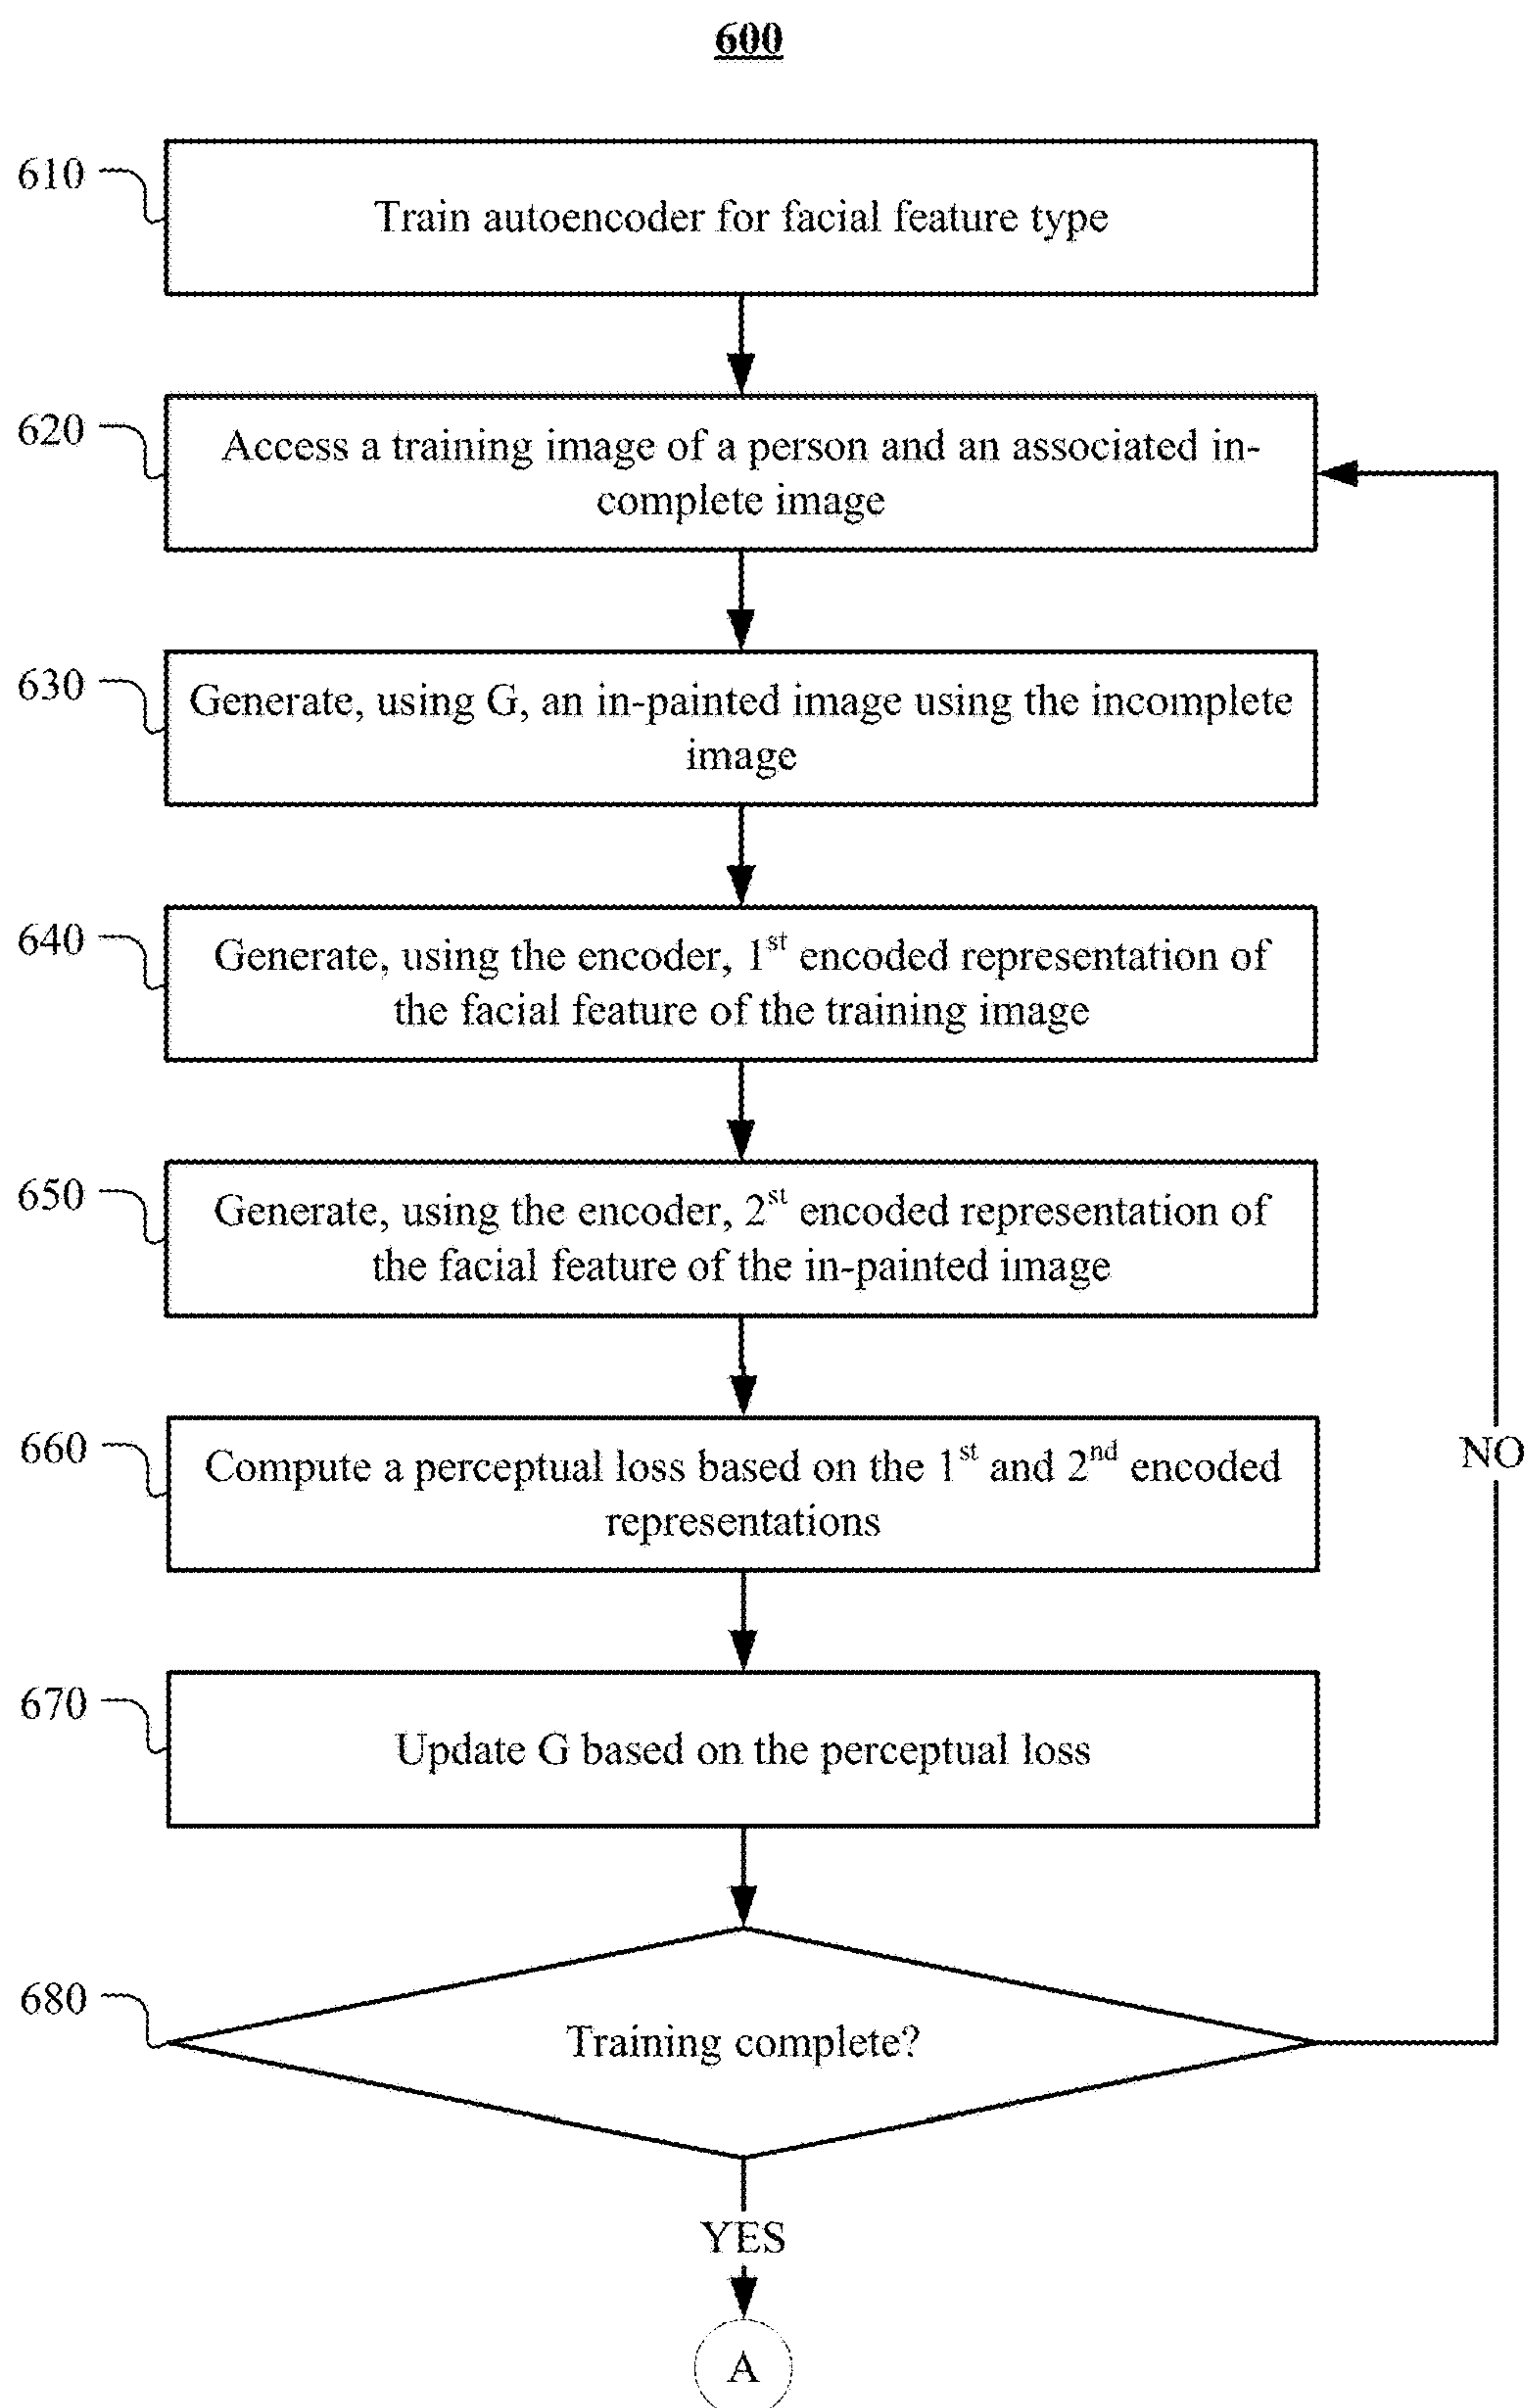 600
610
Train autoencoder for facial feature type
620
Access a training image of a person and an associated in-
complete image
630
Generate, using G, an in-painted image using the incomplete
image
640
Generate, using the encoder, 1st encoded representation of
the facial feature of the training image
650
Generate, using the encoder, 2st encoded representation of
the facial feature of the in-painted image
660
Compute a perceptual loss based on the 1st and 2nd encoded
representations
NO
670
Update G based on the perceptual loss
680
Training complete?
YES
A